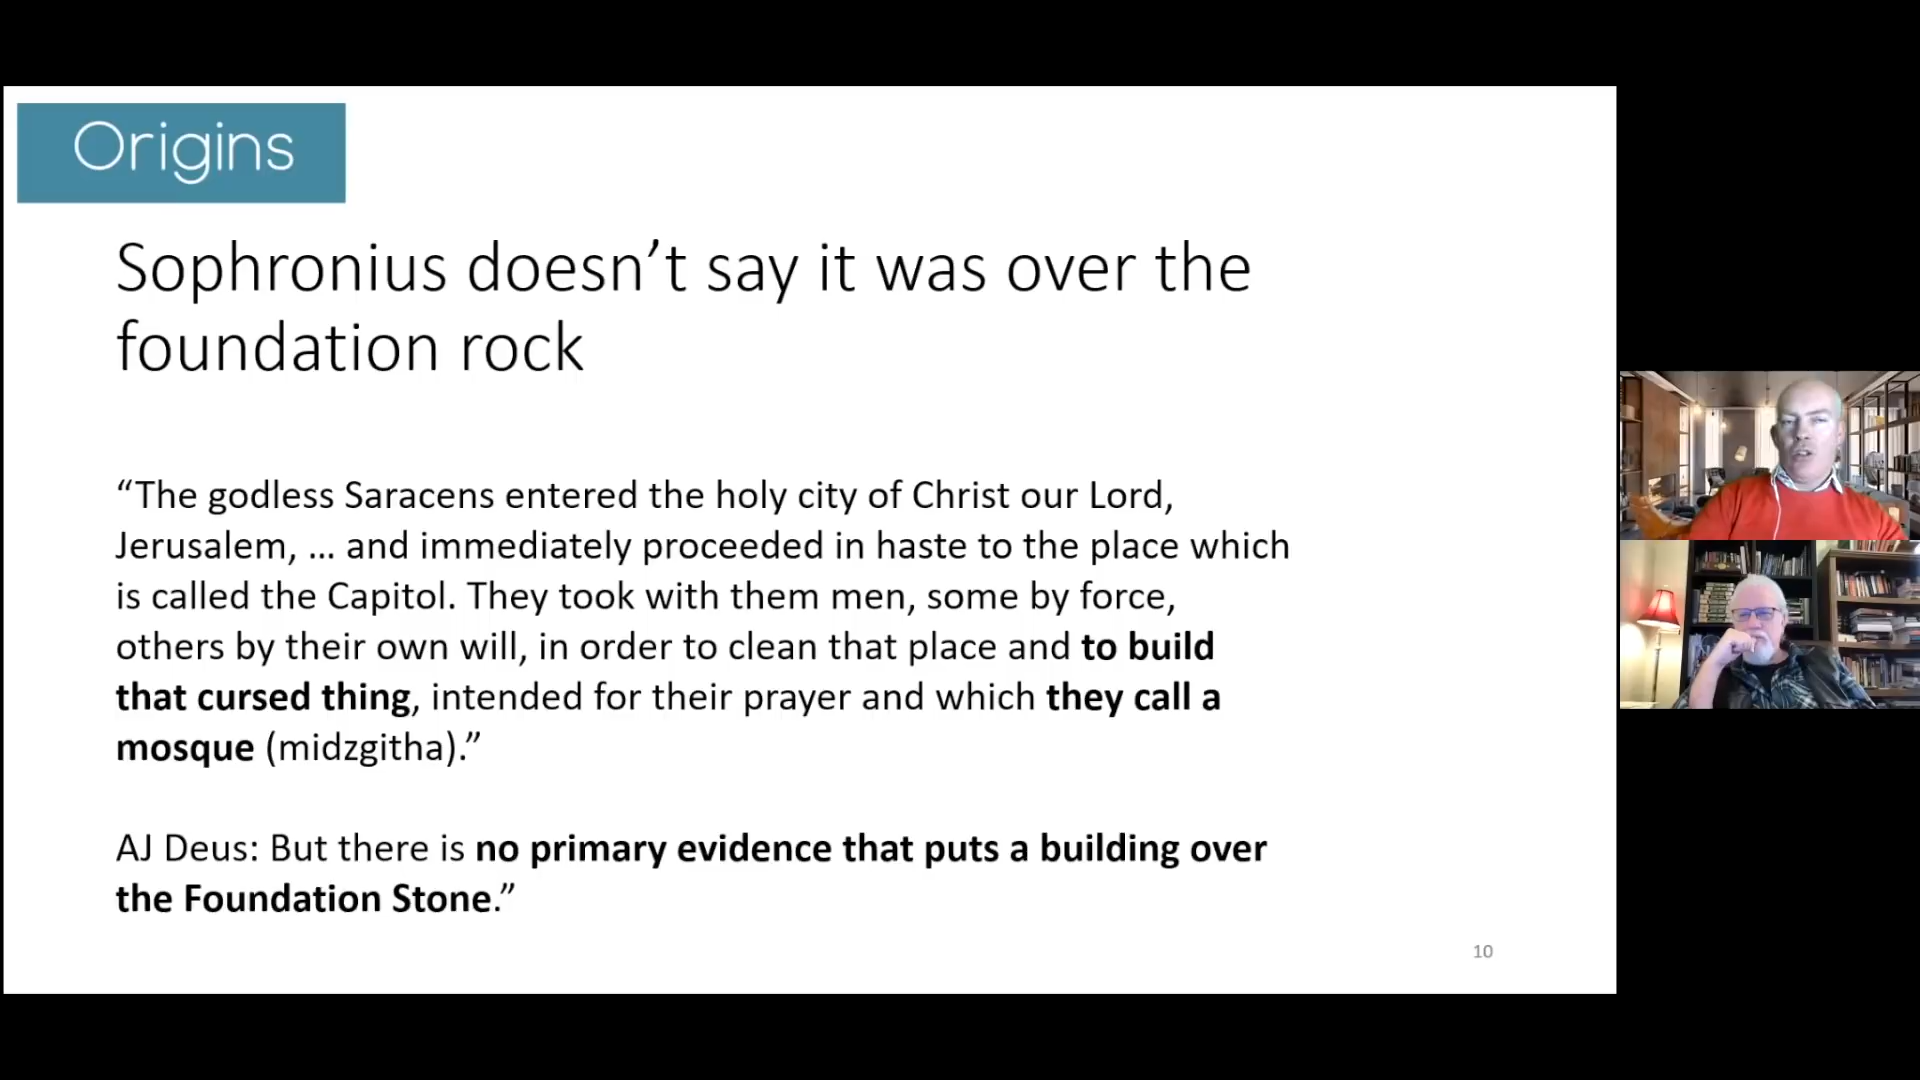 Origins
Sophronius doesn’t say it was over the
foundation rock
“The godless Saracens entered the holy city of Christ our Lord,
Jerusalem, ... and immediately proceeded in haste to the place which
is called the Capitol. They took with them men, some by force,
others by their own will, in order to clean that place and to build
that cursed thing, intended for their prayer and which they call a
mosque (midzgitha).”
AJ Deus: But there is no primary evidence that puts a building over
the Foundation Stone.”
10